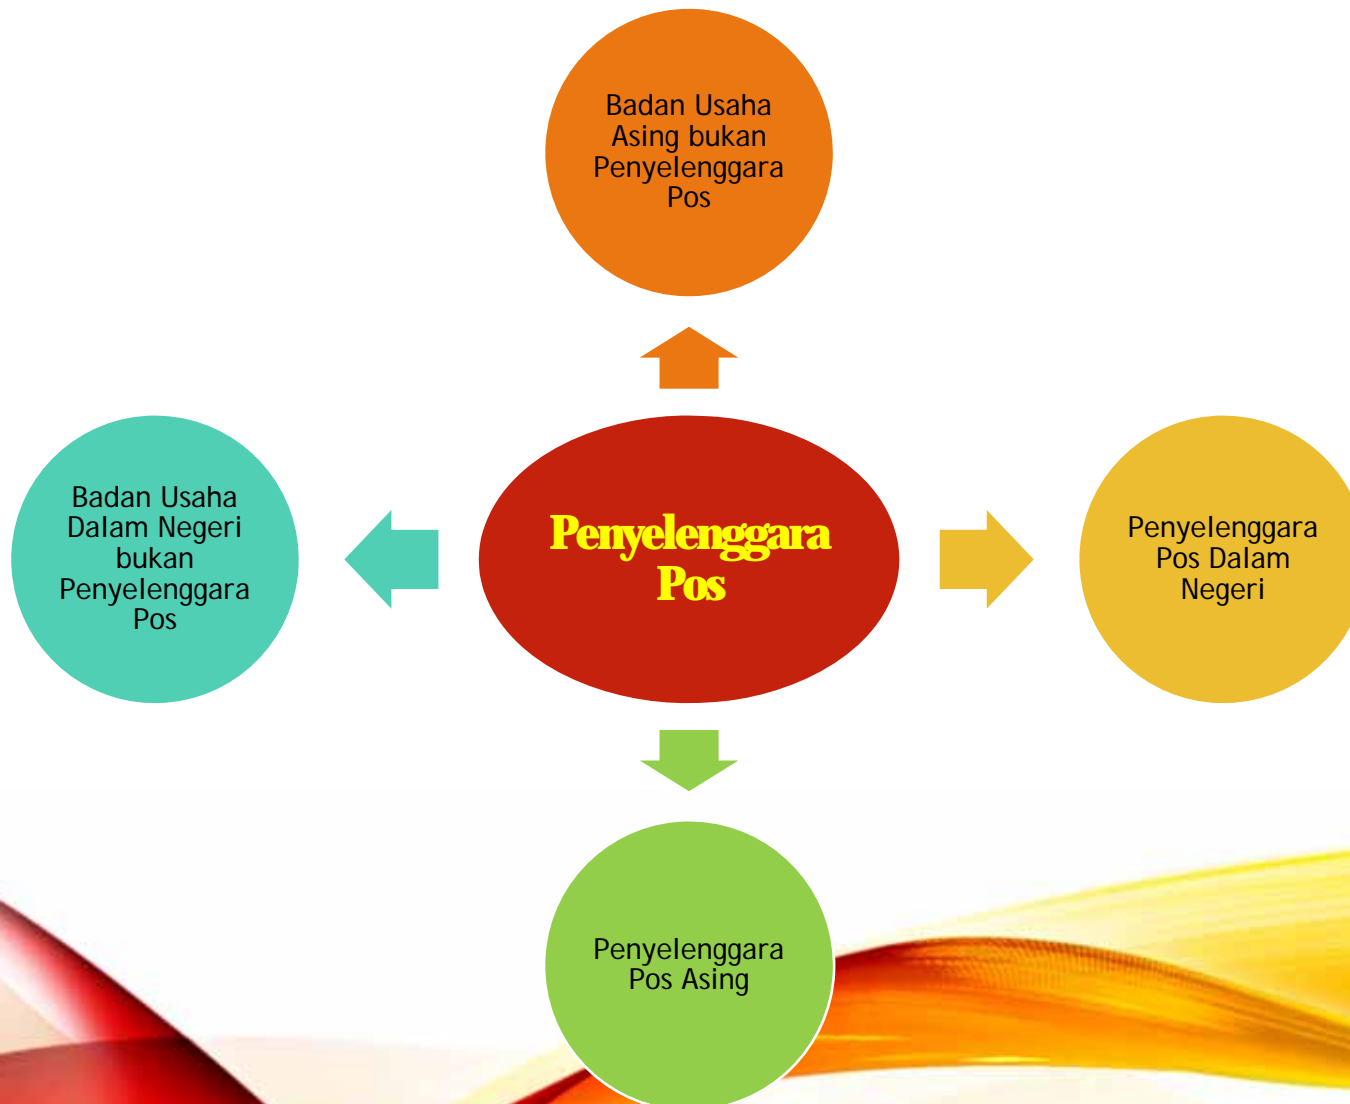 Badan Usaha
Asing bukan
Penyelenggara
Pos
Badan Usaha
Dalam Negeri
bukan
Penyelenggara
Pos
Penyelenggara
Pos
Penyelenggara
Pos Dalam
Negeri
Penyelenggara
Pos Asing